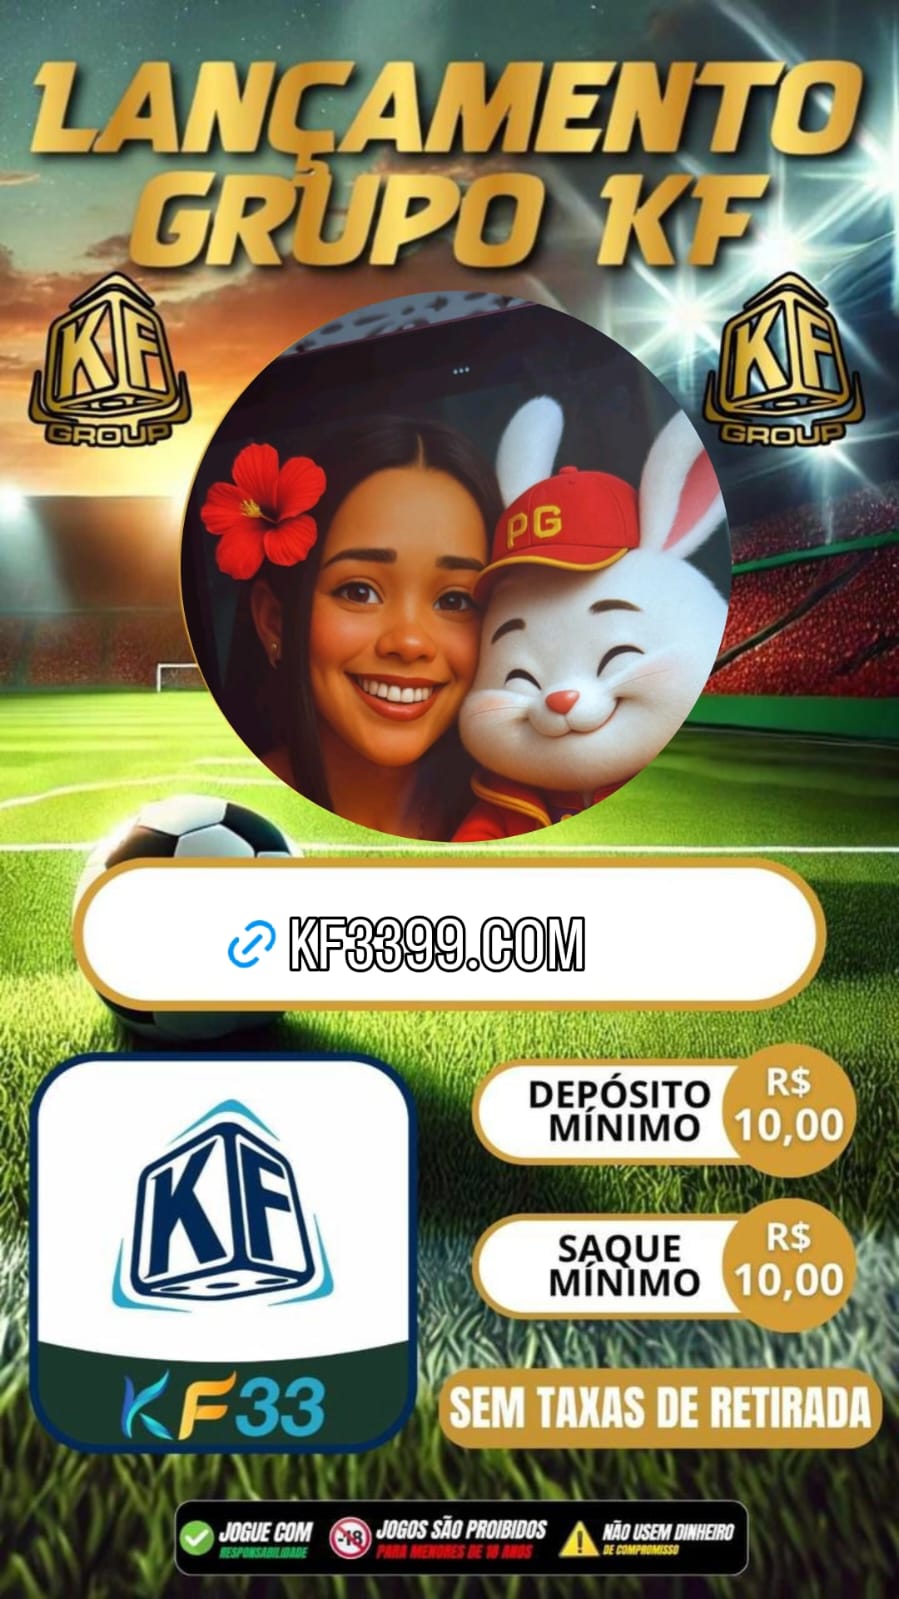 LANÇAMENTO
GRUPO KF
KF
GROUP
KF
GROUP
PG
KF3399.COM
KF
KF33
DEPÓSITO
MÍNIMO
R$
10,00
SAQUE
MÍNIMO
R$
10,00
SEM TAXAS DE RETIRADA
JOGUE COM
RESPONSABILIDADE
-18
JOGOS SÃO PROIBIDOS
PARA MENORES DE 18 ANOS
NÃO USEM DINHEIRO
DE COMPROMISSO